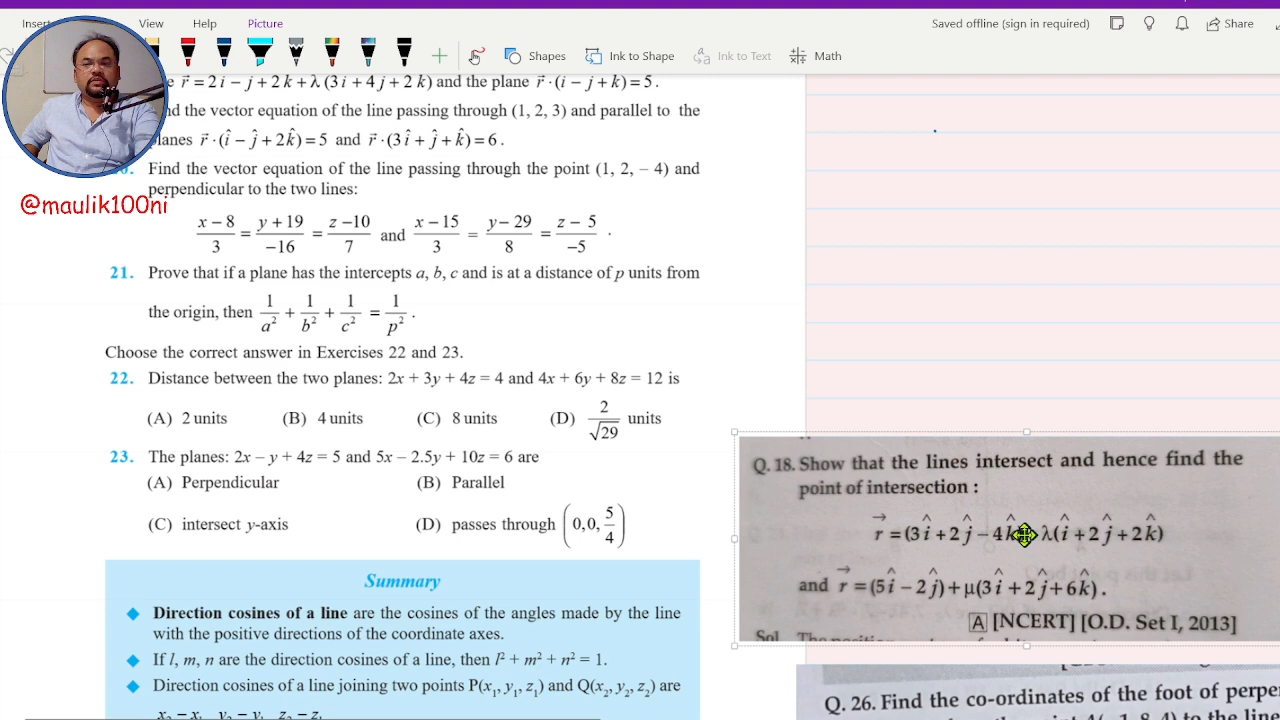 Insert View Help Picture Saved offline (sign in required) Share
Shapes Ink to Shape Ink to Text Math
r⃗ = 2i − j + 2k + λ (3i + 4j + 2k) and the plane r⃗ · (i − j + k) = 5 .
the vector equation of the line passing through (1, 2, 3) and parallel to the
r⃗ · (î − ĵ + 2k̂) = 5 and r⃗ · (3î + ĵ + k̂) = 6 .
Find the vector equation of the line passing through the point (1, 2, – 4) and
perpendicular to the two lines:
@maulik100ni
(x − 8)/3 = (y + 19)/−16 = (z − 10)/7 and (x − 15)/3 = (y − 29)/8 = (z − 5)/−5 .
21. Prove that if a plane has the intercepts a, b, c and is at a distance of p units from
the origin, then 1/a² + 1/b² + 1/c² = 1/p² .
Choose the correct answer in Exercises 22 and 23.
22. Distance between the two planes: 2x + 3y + 4z = 4 and 4x + 6y + 8z = 12 is
(A) 2 units (B) 4 units (C) 8 units (D) 2/√29 units
23. The planes: 2x – y + 4z = 5 and 5x – 2.5y + 10z = 6 are
(A) Perpendicular (B) Parallel
(C) intersect y-axis (D) passes through (0,0,5/4)
Summary
◆ Direction cosines of a line are the cosines of the angles made by the line
with the positive directions of the coordinate axes.
◆ If l, m, n are the direction cosines of a line, then l² + m² + n² = 1.
◆ Direction cosines of a line joining two points P(x₁, y₁, z₁) and Q(x₂, y₂, z₂) are
Q. 18. Show that the lines intersect and hence find the
point of intersection :
r⃗ = (3î + 2ĵ − 4k̂ λ(î + 2ĵ + 2k̂)
and r⃗ = (5î − 2ĵ) + μ(3î + 2ĵ + 6k̂) .
A [NCERT] [O.D. Set I, 2013]
Sol
Q. 26. Find the co-ordinates of the foot of